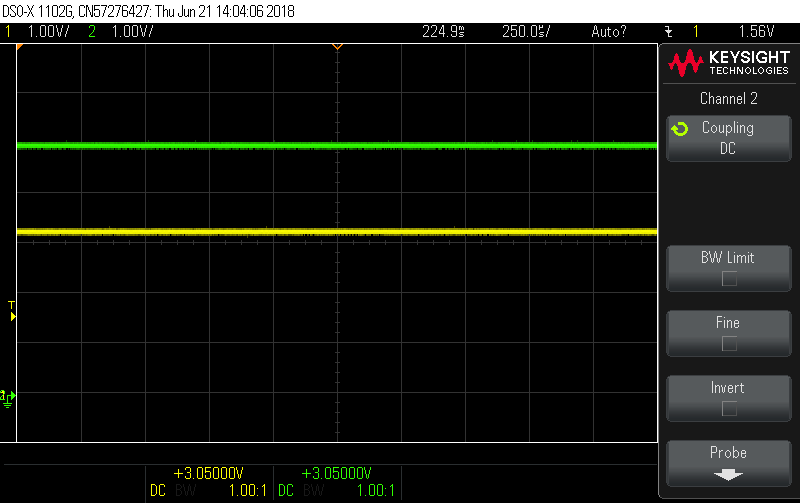 DSO-X 1102G, CN57276427: Thu Jun 21 14:04:06 2018
1 1.00V/ 2 1.00V/ 224.9㎳ 250.0㎲/ Auto? 1 1.56V
KEYSIGHT
TECHNOLOGIES
Channel 2
Coupling
DC
BW Limit
Fine
Invert
Probe
T
+3.05000V +3.05000V
DC BW 1.00:1 DC BW 1.00:1